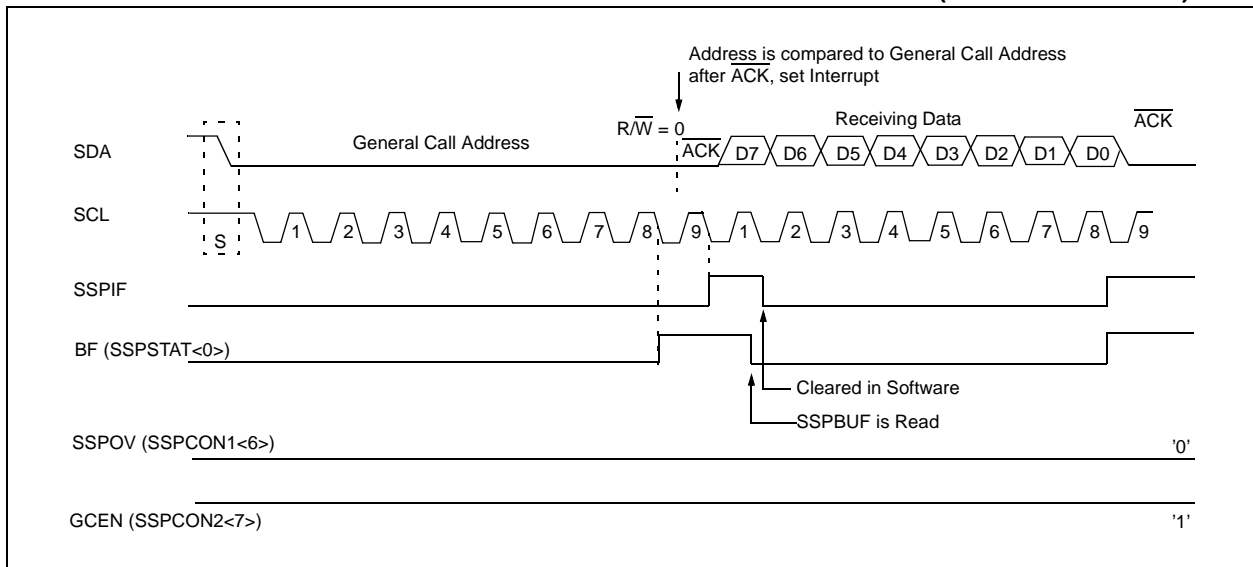 Address is compared to General Call Address
after ACK, set Interrupt
R/W = 0
Receiving Data
ACK
SDA
General Call Address
ACK
D7 D6 D5 D4 D3 D2 D1 D0
SCL
S
1 2 3 4 5 6 7 8 9 1 2 3 4 5 6 7 8 9
SSPIF
BF (SSPSTAT<0>)
Cleared in Software
SSPBUF is Read
SSPOV (SSPCON1<6>)
'0'
GCEN (SSPCON2<7>)
'1'